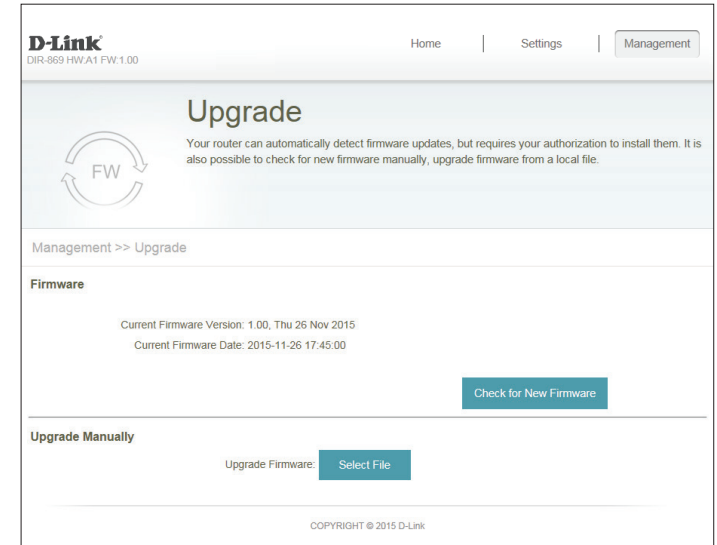 D-Link
DIR-869 HW:A1 FW:1.00
Home | Settings | Management
Upgrade
Your router can automatically detect firmware updates, but requires your authorization to install them. It is
also possible to check for new firmware manually, upgrade firmware from a local file.
FW
Management >> Upgrade
Firmware
Current Firmware Version: 1.00, Thu 26 Nov 2015
Current Firmware Date: 2015-11-26 17:45:00
Check for New Firmware
Upgrade Manually
Upgrade Firmware: Select File
COPYRIGHT © 2015 D-Link